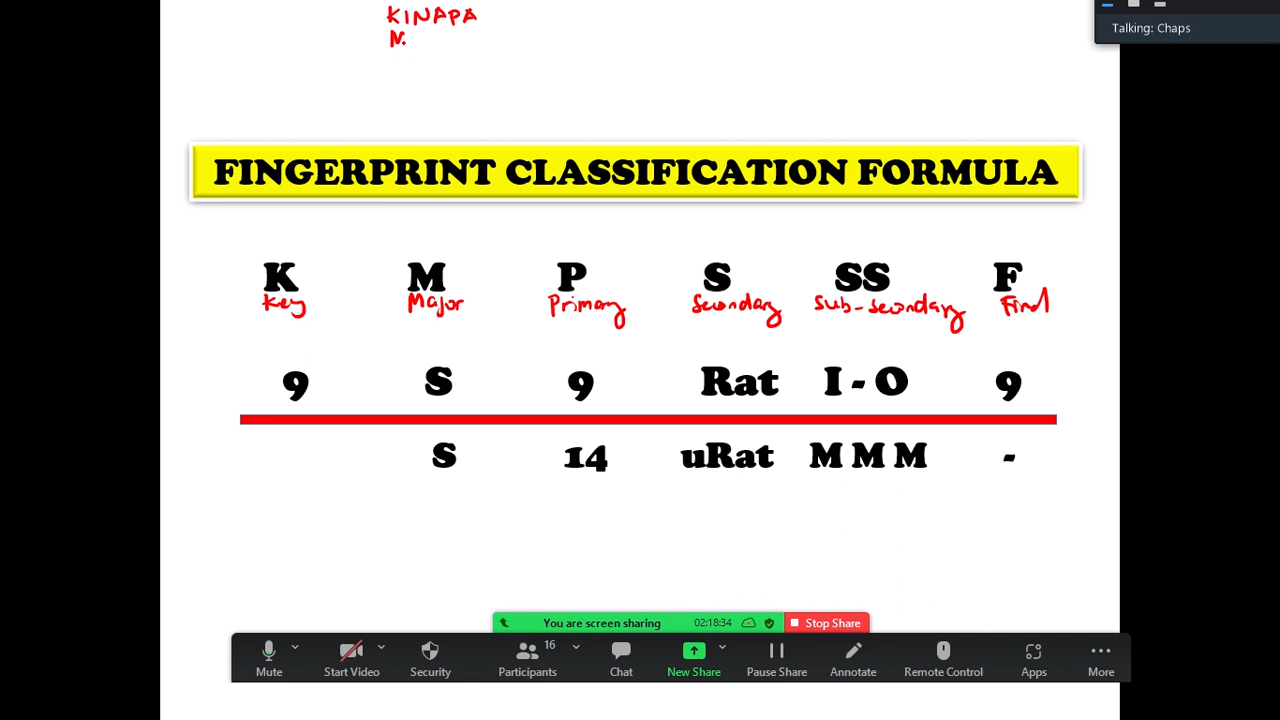 KINAPA
M.
Talking: Chaps
FINGERPRINT CLASSIFICATION FORMULA
K M P S SS F
Key Major Primary Secondary Sub-secondary Final
9 S 9 Rat I - O 9
S 14 uRat M M M -
You are screen sharing 02:18:34 Stop Share
16
Mute Start Video Security Participants Chat New Share Pause Share Annotate Remote Control Apps More